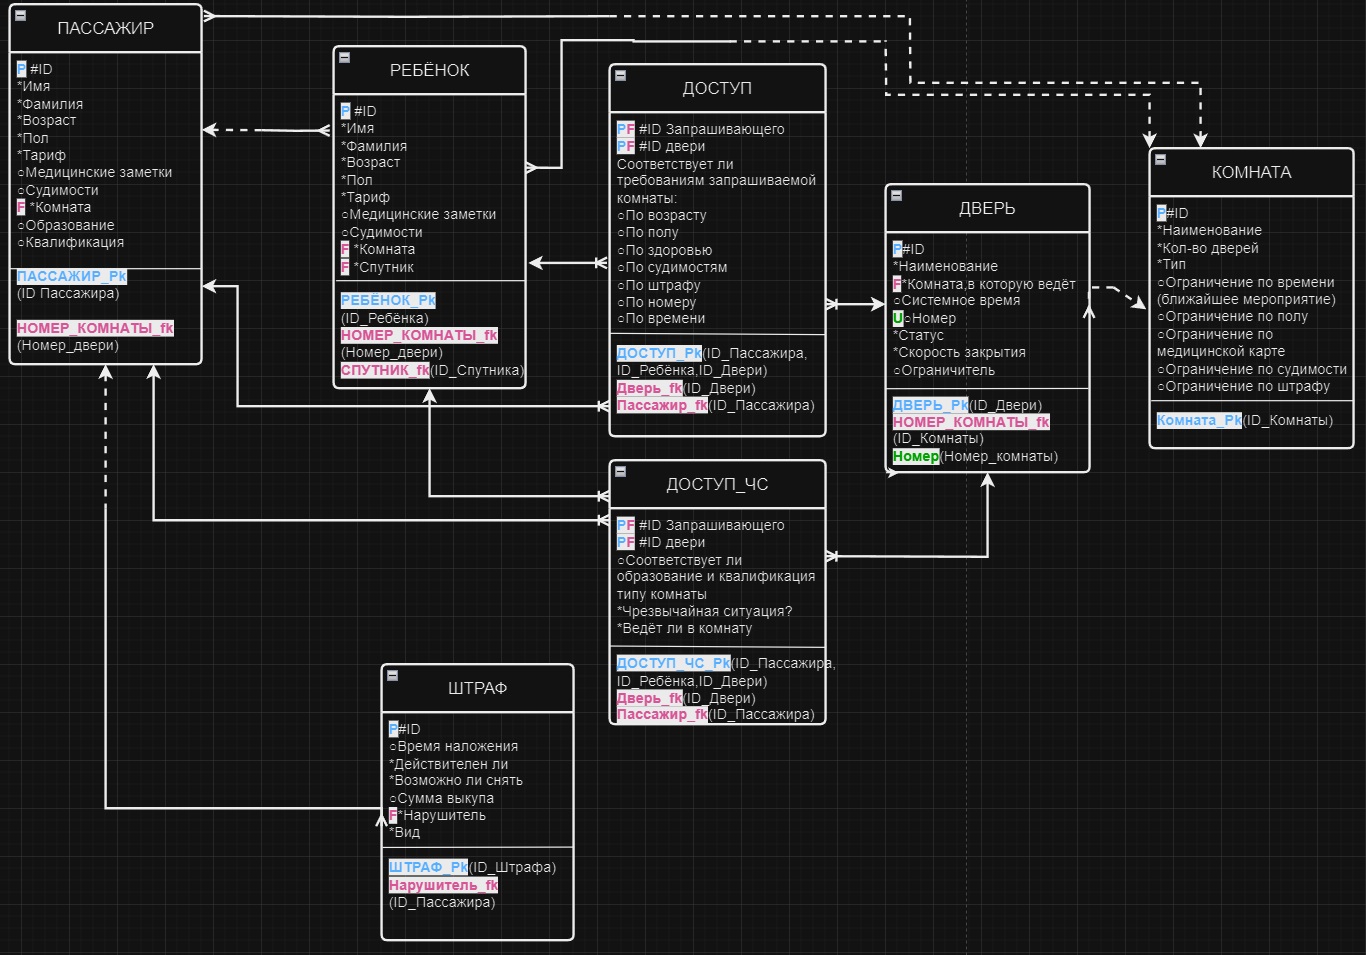 ПАССАЖИР
P #ID
*Имя
*Фамилия
*Возраст
*Пол
*Тариф
○Медицинские заметки
○Судимости
F *Комната
○Образование
○Квалификация
ПАССАЖИР_Pk
(ID Пассажира)
НОМЕР_КОМНАТЫ_fk
(Номер_двери)
РЕБЁНОК
P #ID
*Имя
*Фамилия
*Возраст
*Пол
*Тариф
○Медицинские заметки
○Судимости
F *Комната
F *Спутник
РЕБЁНОК_Pk
(ID_Ребёнка)
НОМЕР_КОМНАТЫ_fk
(Номер_двери)
СПУТНИК_fk(ID_Спутника)
ДОСТУП
PF #ID Запрашивающего
PF #ID двери
Соответствует ли
требованиям запрашиваемой
комнаты:
○По возрасту
○По полу
○По здоровью
○По судимостям
○По штрафу
○По номеру
○По времени
ДОСТУП_Pk(ID_Пассажира,
ID_Ребёнка,ID_Двери)
Дверь_fk(ID_Двери)
Пассажир_fk(ID_Пассажира)
ДВЕРЬ
P#ID
*Наименование
F*Комната,в которую ведёт
○Системное время
U○Номер
*Статус
*Скорость закрытия
○Ограничитель
ДВЕРЬ_Pk(ID_Двери)
НОМЕР_КОМНАТЫ_fk
(ID_Комнаты)
Номер(Номер_комнаты)
КОМНАТА
P#ID
*Наименование
*Кол-во дверей
*Тип
○Ограничение по времени
(ближайшее мероприятие)
○Ограничение по полу
○Ограничение по
медицинской карте
○Ограничение по судимости
○Ограничение по штрафу
Комната_Pk(ID_Комнаты)
ДОСТУП_ЧС
PF #ID Запрашивающего
PF #ID двери
○Соответствует ли
образование и квалификация
типу комнаты
*Чрезвычайная ситуация?
*Ведёт ли в комнату
ДОСТУП_ЧС_Pk(ID_Пассажира,
ID_Ребёнка,ID_Двери)
Дверь_fk(ID_Двери)
Пассажир_fk(ID_Пассажира)
ШТРАФ
P#ID
○Время наложения
*Действителен ли
*Возможно ли снять
○Сумма выкупа
F*Нарушитель
*Вид
ШТРАФ_Pk(ID_Штрафа)
Нарушитель_fk
(ID_Пассажира)